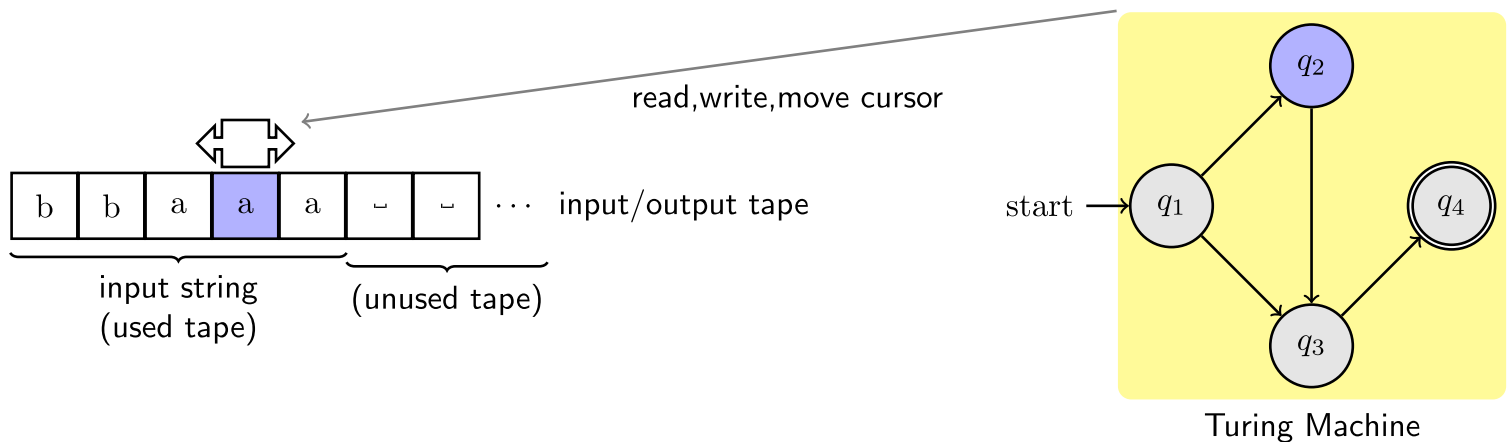 q₂
read,write,move cursor
b b a a a ␣ ␣ ··· input/output tape
start q₁ q₄
input string
(used tape)
(unused tape)
q₃
Turing Machine